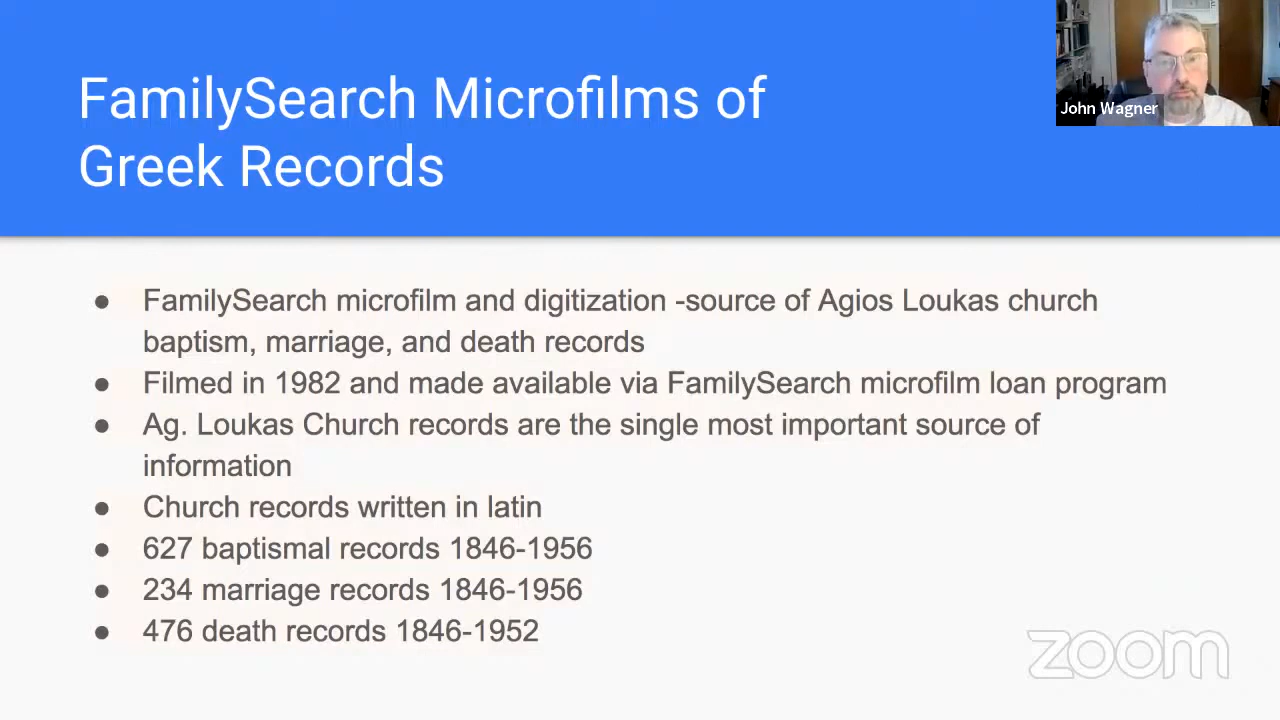 FamilySearch Microfilms of
Greek Records
John Wagner
● FamilySearch microfilm and digitization -source of Agios Loukas church
baptism, marriage, and death records
● Filmed in 1982 and made available via FamilySearch microfilm loan program
● Ag. Loukas Church records are the single most important source of
information
● Church records written in latin
● 627 baptismal records 1846-1956
● 234 marriage records 1846-1956
● 476 death records 1846-1952
zoom